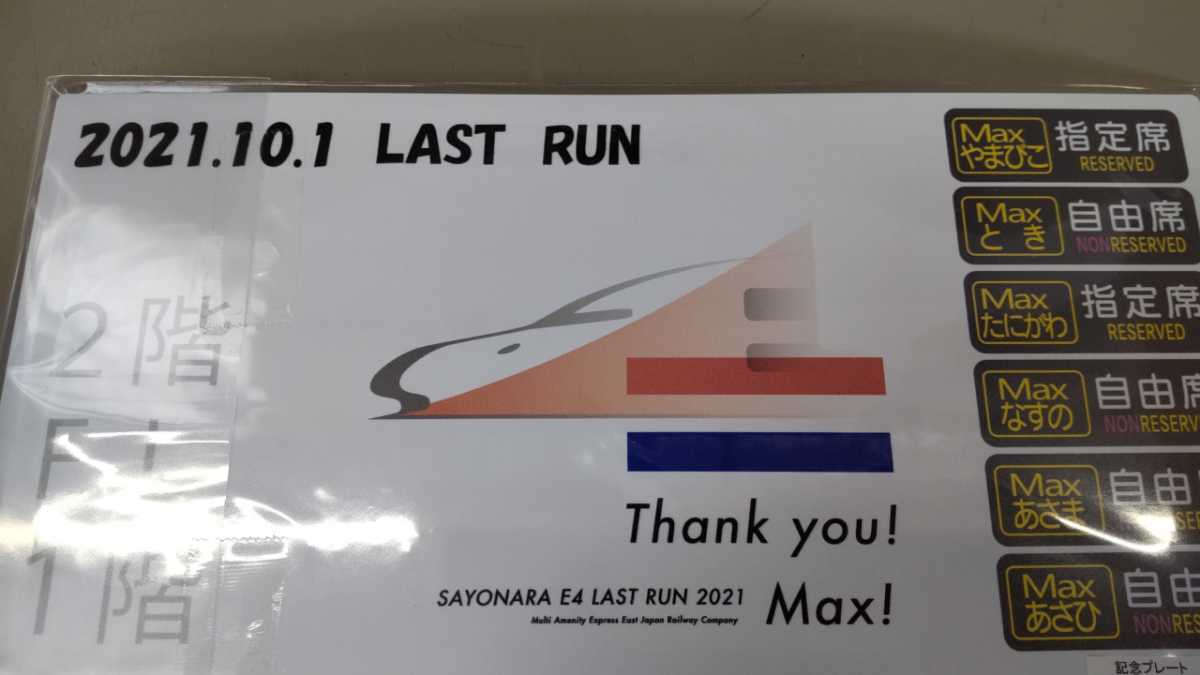 2021.10.1 LAST RUN
Max やまびこ 指定席 RESERVED
Max とき 自由席 NONRESERVED
Max たにがわ 指定席 RESERVED
Max なすの 自由席 NONRESERV
Max あさま 自由席
Max あさひ 自由 NONRES
2階
1階
Thank you!
Max!
SAYONARA E4 LAST RUN 2021
Multi Amenity Express East Japan Railway Company
記念プレート